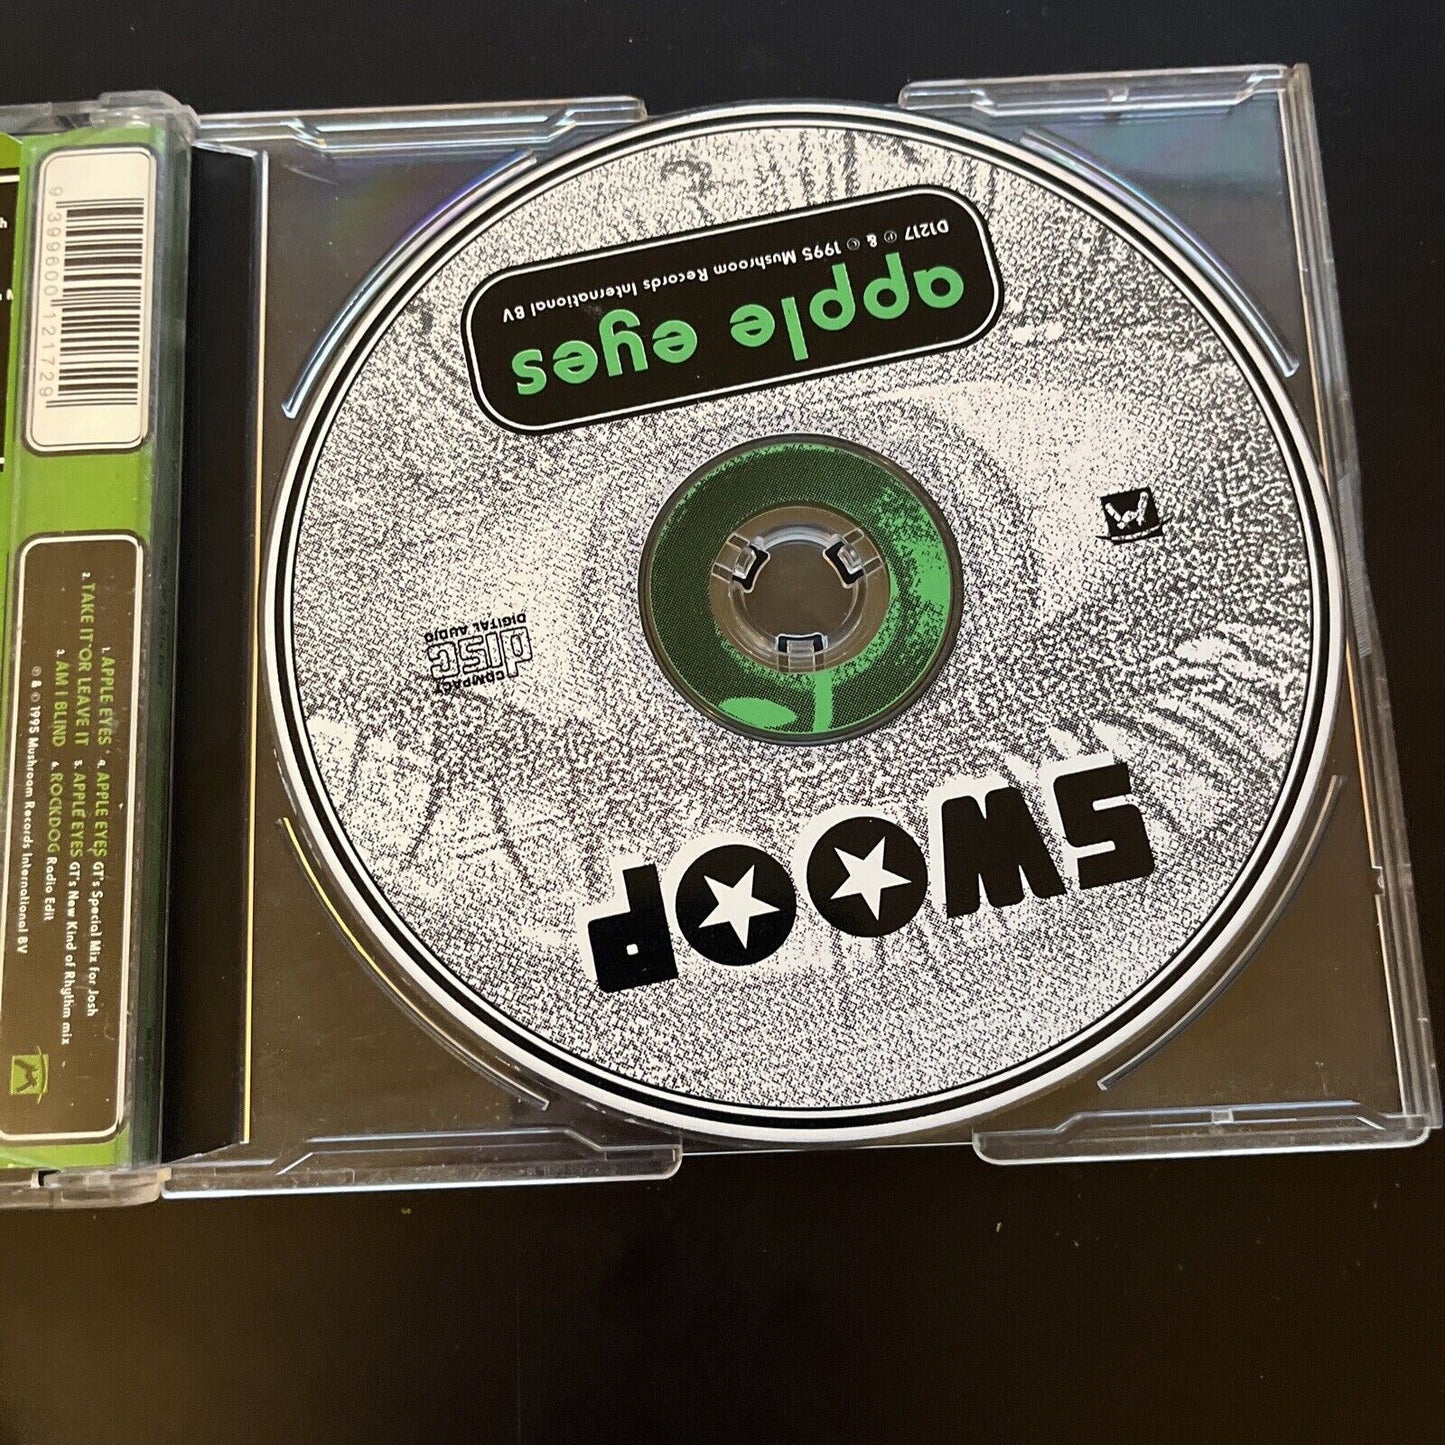 SWOOP
apple eyes
D1217 ℗ & © 1995 Mushroom Records International BV
COMPACT
disc
DIGITAL AUDIO
9 399600 121729
1. APPLE EYES
2. TAKE IT OR LEAVE IT
3. AM I BLIND
4. APPLE EYES GT's Special Mix for Josh
5. APPLE EYES GT's New Kind of Rhythm mix
6. ROCKDOG Radio Edit
℗ & © 1995 Mushroom Records International BV